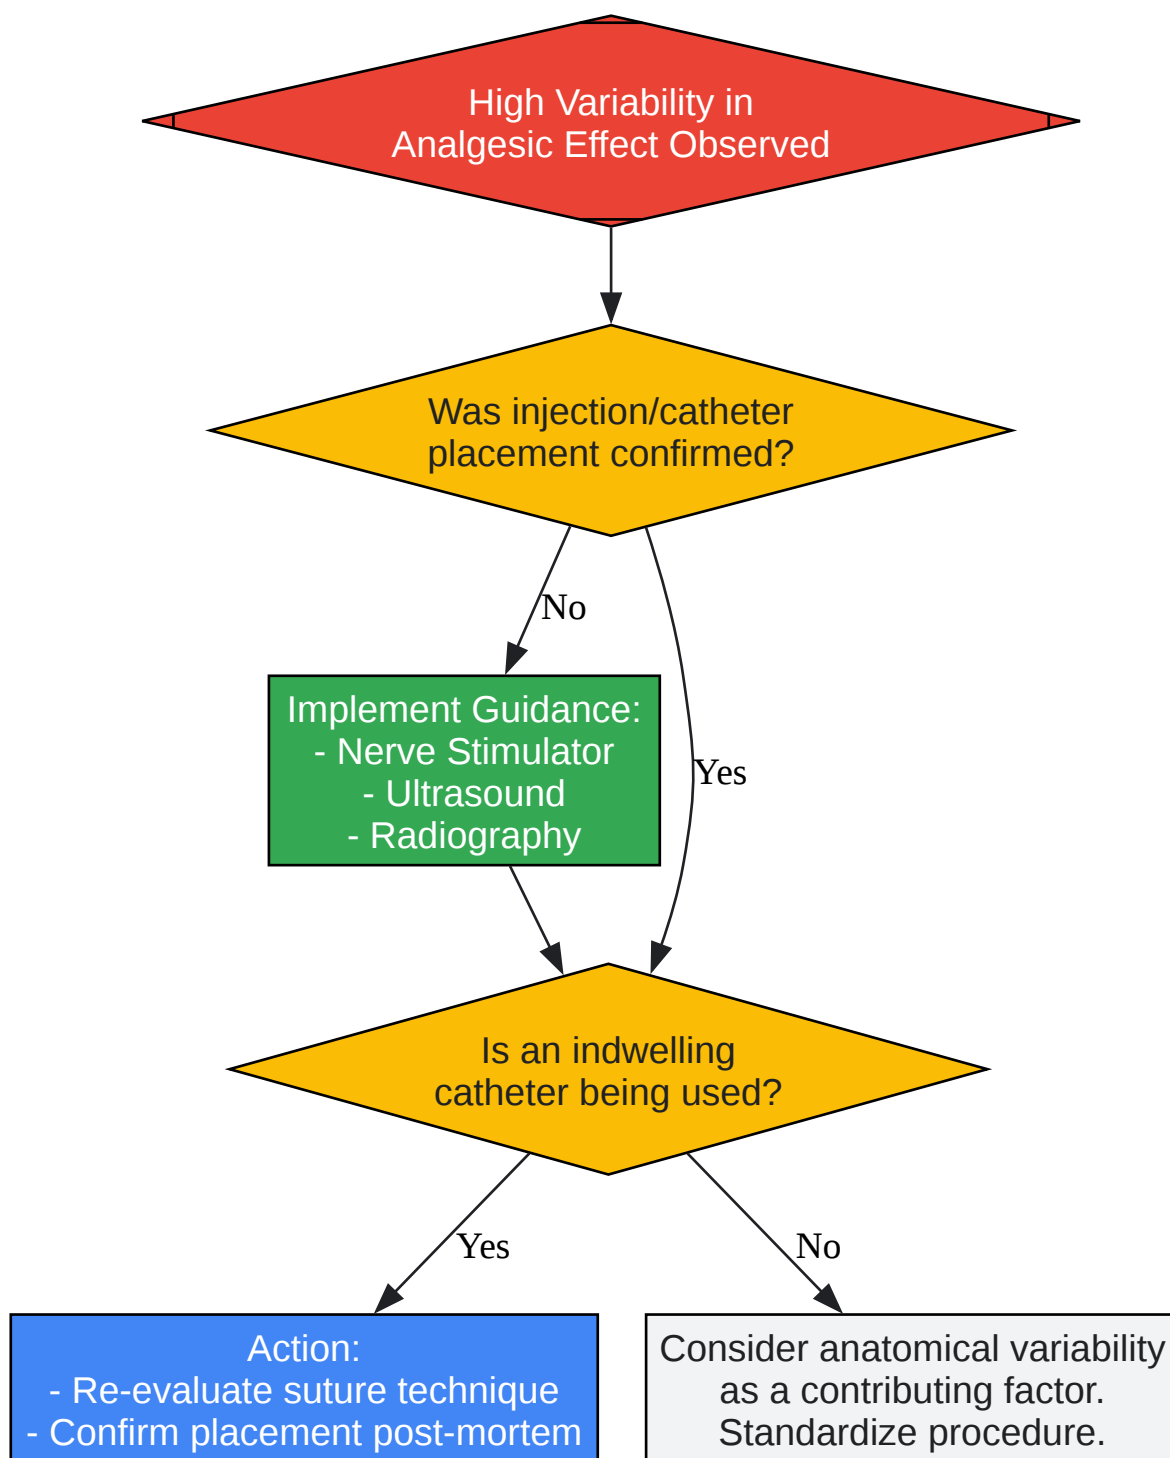 High Variability in
Analgesic Effect Observed
Was injection/catheter
placement confirmed?
No
Implement Guidance:
- Nerve Stimulator
- Ultrasound
- Radiography
Yes
Is an indwelling
catheter being used?
Yes
No
Action:
- Re-evaluate suture technique
- Confirm placement post-mortem
Consider anatomical variability
as a contributing factor.
Standardize procedure.